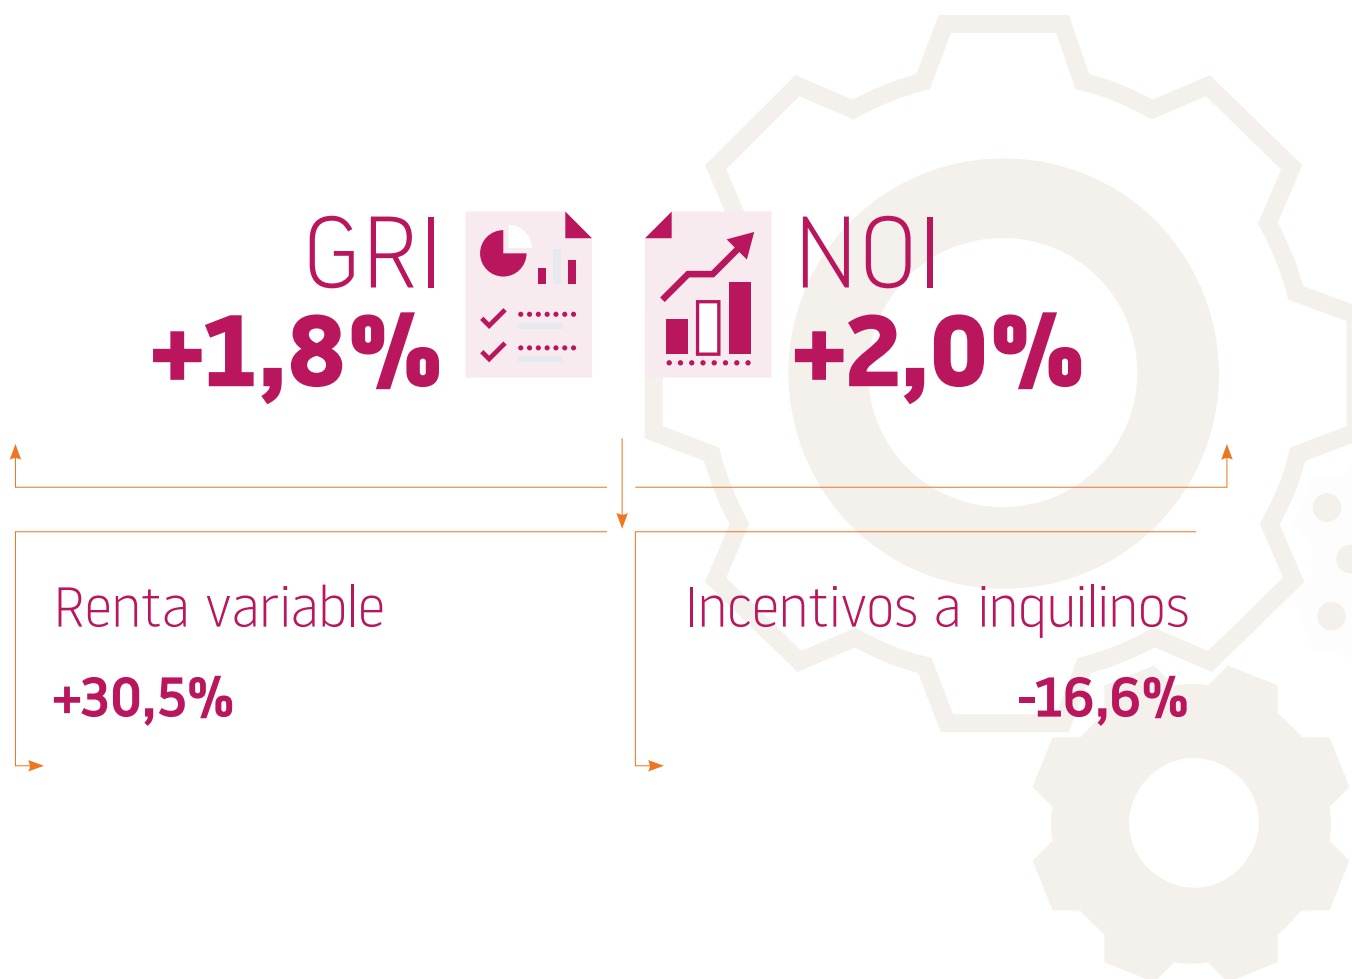 GRI
+1,8%
NOI
+2,0%
Renta variable
+30,5%
Incentivos a inquilinos
-16,6%